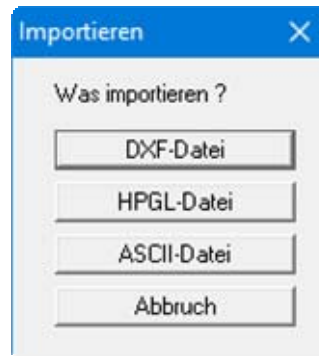 Importieren
Was importieren ?
DXF-Datei
HPGL-Datei
ASCII-Datei
Abbruch